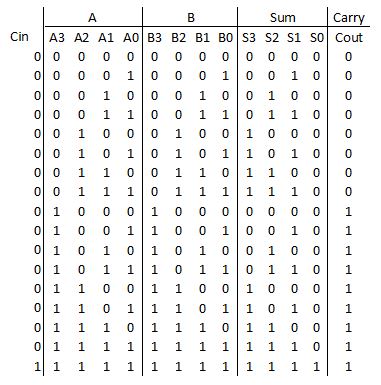 A B Sum Carry
Cin A3 A2 A1 A0 B3 B2 B1 B0 S3 S2 S1 S0 Cout
0 0 0 0 0 0 0 0 0 0 0 0 0 0
0 0 0 0 1 0 0 0 1 0 0 1 0 0
0 0 0 1 0 0 0 1 0 0 1 0 0 0
0 0 0 1 1 0 0 1 1 0 1 1 0 0
0 0 1 0 0 0 1 0 0 1 0 0 0 0
0 0 1 0 1 0 1 0 1 1 0 1 0 0
0 0 1 1 0 0 1 1 0 1 1 0 0 0
0 0 1 1 1 0 1 1 1 1 1 1 0 0
0 1 0 0 0 1 0 0 0 0 0 0 0 1
0 1 0 0 1 1 0 0 1 0 0 1 0 1
0 1 0 1 0 1 0 1 0 0 1 0 0 1
0 1 0 1 1 1 0 1 1 0 1 1 0 1
0 1 1 0 0 1 1 0 0 1 0 0 0 1
0 1 1 0 1 1 1 0 1 1 0 1 0 1
0 1 1 1 0 1 1 1 0 1 1 0 0 1
0 1 1 1 1 1 1 1 1 1 1 1 0 1
1 1 1 1 1 1 1 1 1 1 1 1 1 1